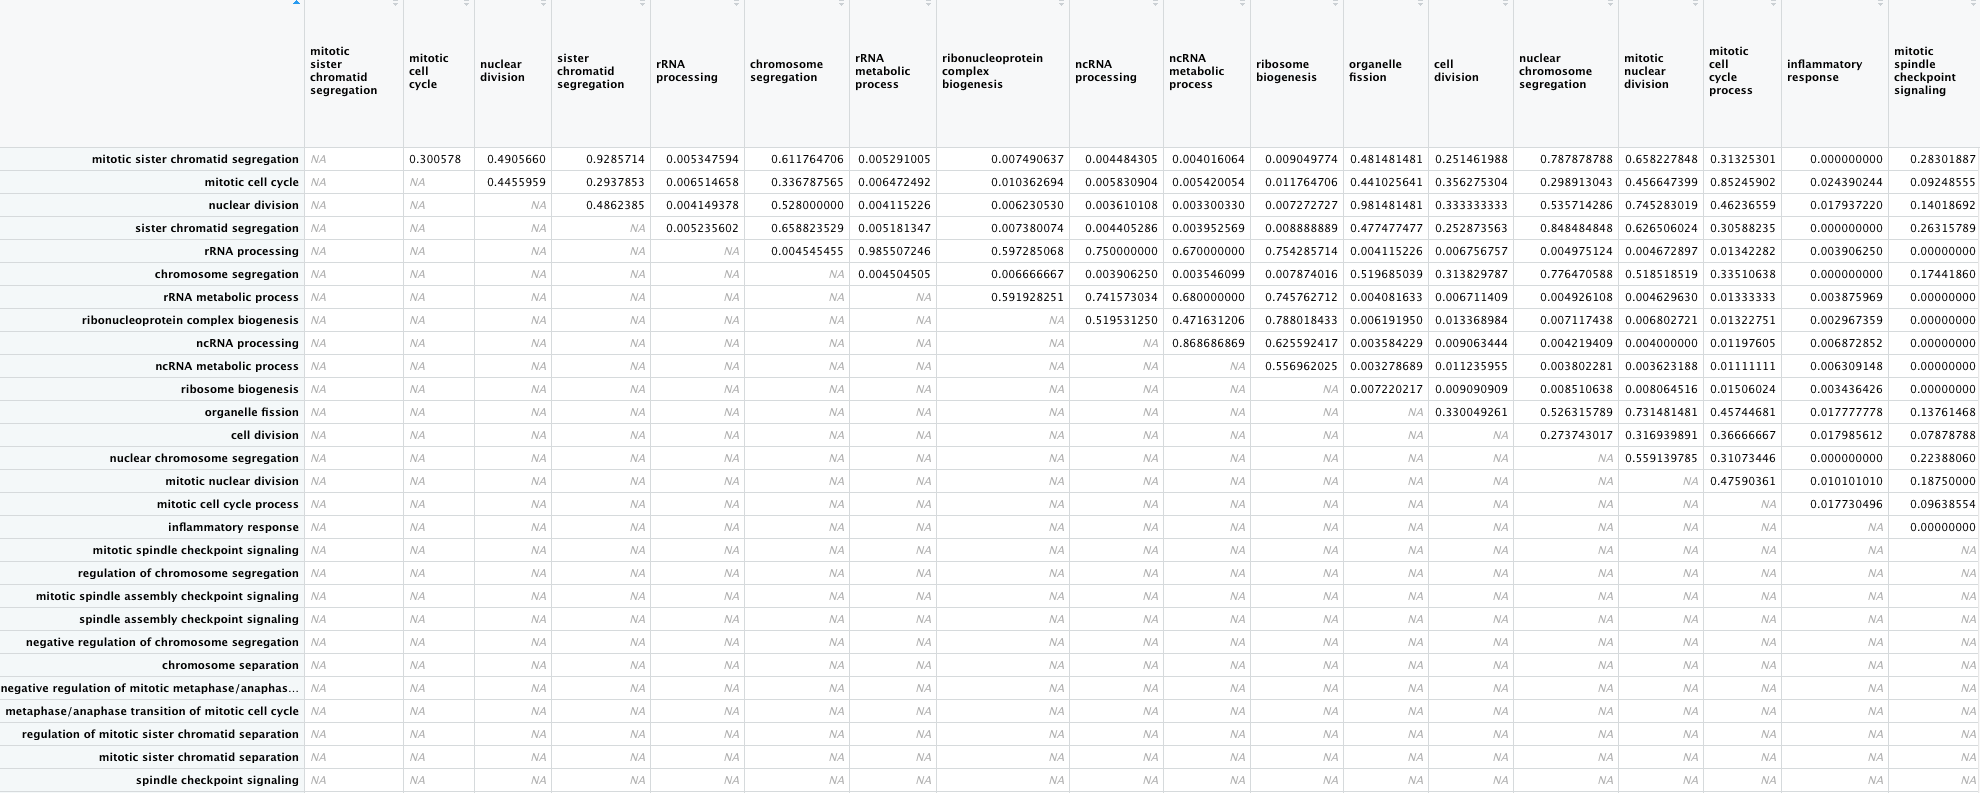 mitotic sister chromatid segregation mitotic cell cycle nuclear division sister chromatid segregation rRNA processing chromosome segregation rRNA metabolic process ribonucleoprotein complex biogenesis ncRNA processing ncRNA metabolic process ribosome biogenesis organelle fission cell division nuclear chromosome segregation mitotic nuclear division mitotic cell cycle process inflammatory response mitotic spindle checkpoint signaling
mitotic sister chromatid segregation NA 0.300578 0.4905660 0.9285714 0.005347594 0.611764706 0.005291005 0.007490637 0.004484305 0.004016064 0.009049774 0.481481481 0.251461988 0.787878788 0.658227848 0.31325301 0.000000000 0.28301887
mitotic cell cycle NA NA 0.4455959 0.2937853 0.006514658 0.336787565 0.006472492 0.010362694 0.005830904 0.005420054 0.011764706 0.441025641 0.356275304 0.298913043 0.456647399 0.85245902 0.024390244 0.09248555
nuclear division NA NA NA 0.4862385 0.004149378 0.528000000 0.004115226 0.006230530 0.003610108 0.003300330 0.007272727 0.981481481 0.333333333 0.535714286 0.745283019 0.46236559 0.017937220 0.14018692
sister chromatid segregation NA NA NA NA 0.005235602 0.658823529 0.005181347 0.007380074 0.004405286 0.003952569 0.008888889 0.477477477 0.252873563 0.848484848 0.626506024 0.30588235 0.000000000 0.26315789
rRNA processing NA NA NA NA NA 0.004545455 0.985507246 0.597285068 0.750000000 0.670000000 0.754285714 0.004115226 0.006756757 0.004975124 0.004672897 0.01342282 0.003906250 0.00000000
chromosome segregation NA NA NA NA NA NA 0.004504505 0.006666667 0.003906250 0.003546099 0.007874016 0.519685039 0.313829787 0.776470588 0.518518519 0.33510638 0.000000000 0.17441860
rRNA metabolic process NA NA NA NA NA NA NA 0.591928251 0.741573034 0.680000000 0.745762712 0.004081633 0.006711409 0.004926108 0.004629630 0.01333333 0.003875969 0.00000000
ribonucleoprotein complex biogenesis NA NA NA NA NA NA NA NA 0.519531250 0.471631206 0.788018433 0.006191950 0.013368984 0.007117438 0.006802721 0.01322751 0.002967359 0.00000000
ncRNA processing NA NA NA NA NA NA NA NA NA 0.868686869 0.625592417 0.003584229 0.009063444 0.004219409 0.004000000 0.01197605 0.006872852 0.00000000
ncRNA metabolic process NA NA NA NA NA NA NA NA NA NA 0.556962025 0.003278689 0.011235955 0.003802281 0.003623188 0.01111111 0.006309148 0.00000000
ribosome biogenesis NA NA NA NA NA NA NA NA NA NA NA 0.007220217 0.009090909 0.008510638 0.008064516 0.01506024 0.003436426 0.00000000
organelle fission NA NA NA NA NA NA NA NA NA NA NA NA 0.330049261 0.526315789 0.731481481 0.45744681 0.017777778 0.13761468
cell division NA NA NA NA NA NA NA NA NA NA NA NA NA 0.273743017 0.316939891 0.36666667 0.017985612 0.07878788
nuclear chromosome segregation NA NA NA NA NA NA NA NA NA NA NA NA NA NA 0.559139785 0.31073446 0.000000000 0.22388060
mitotic nuclear division NA NA NA NA NA NA NA NA NA NA NA NA NA NA NA 0.47590361 0.010101010 0.18750000
mitotic cell cycle process NA NA NA NA NA NA NA NA NA NA NA NA NA NA NA NA 0.017730496 0.09638554
inflammatory response NA NA NA NA NA NA NA NA NA NA NA NA NA NA NA NA NA 0.00000000
mitotic spindle checkpoint signaling NA NA NA NA NA NA NA NA NA NA NA NA NA NA NA NA NA NA
regulation of chromosome segregation NA NA NA NA NA NA NA NA NA NA NA NA NA NA NA NA NA NA
mitotic spindle assembly checkpoint signaling NA NA NA NA NA NA NA NA NA NA NA NA NA NA NA NA NA NA
spindle assembly checkpoint signaling NA NA NA NA NA NA NA NA NA NA NA NA NA NA NA NA NA NA
negative regulation of chromosome segregation NA NA NA NA NA NA NA NA NA NA NA NA NA NA NA NA NA NA
chromosome separation NA NA NA NA NA NA NA NA NA NA NA NA NA NA NA NA NA NA
negative regulation of mitotic metaphase/anaphas... NA NA NA NA NA NA NA NA NA NA NA NA NA NA NA NA NA NA
metaphase/anaphase transition of mitotic cell cycle NA NA NA NA NA NA NA NA NA NA NA NA NA NA NA NA NA NA
regulation of mitotic sister chromatid separation NA NA NA NA NA NA NA NA NA NA NA NA NA NA NA NA NA NA
mitotic sister chromatid separation NA NA NA NA NA NA NA NA NA NA NA NA NA NA NA NA NA NA
spindle checkpoint signaling NA NA NA NA NA NA NA NA NA NA NA NA NA NA NA NA NA NA